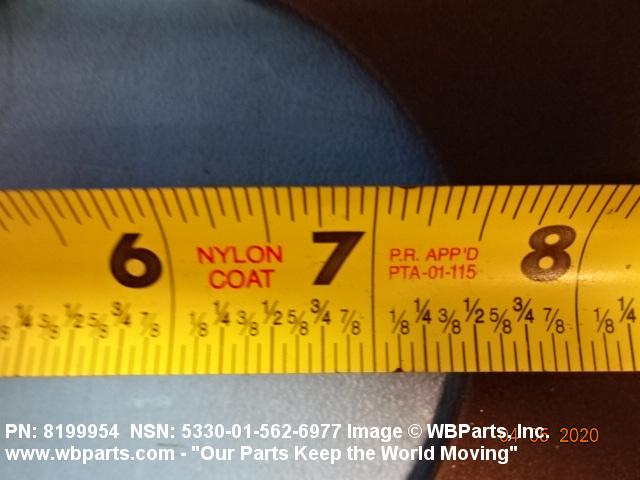 6 NYLON COAT 7 P.R. APP'D PTA-01-115 8
1/4 3/8 1/2 5/8 3/4 7/8 1/8 1/4 3/8 1/2 5/8 3/4 7/8 1/8 1/4 3/8 1/2 5/8 3/4 7/8 1/8 1/4
PN: 8199954 NSN: 5330-01-562-6977 Image © WBParts, Inc.
04 05 2020
www.wbparts.com - "Our Parts Keep the World Moving"